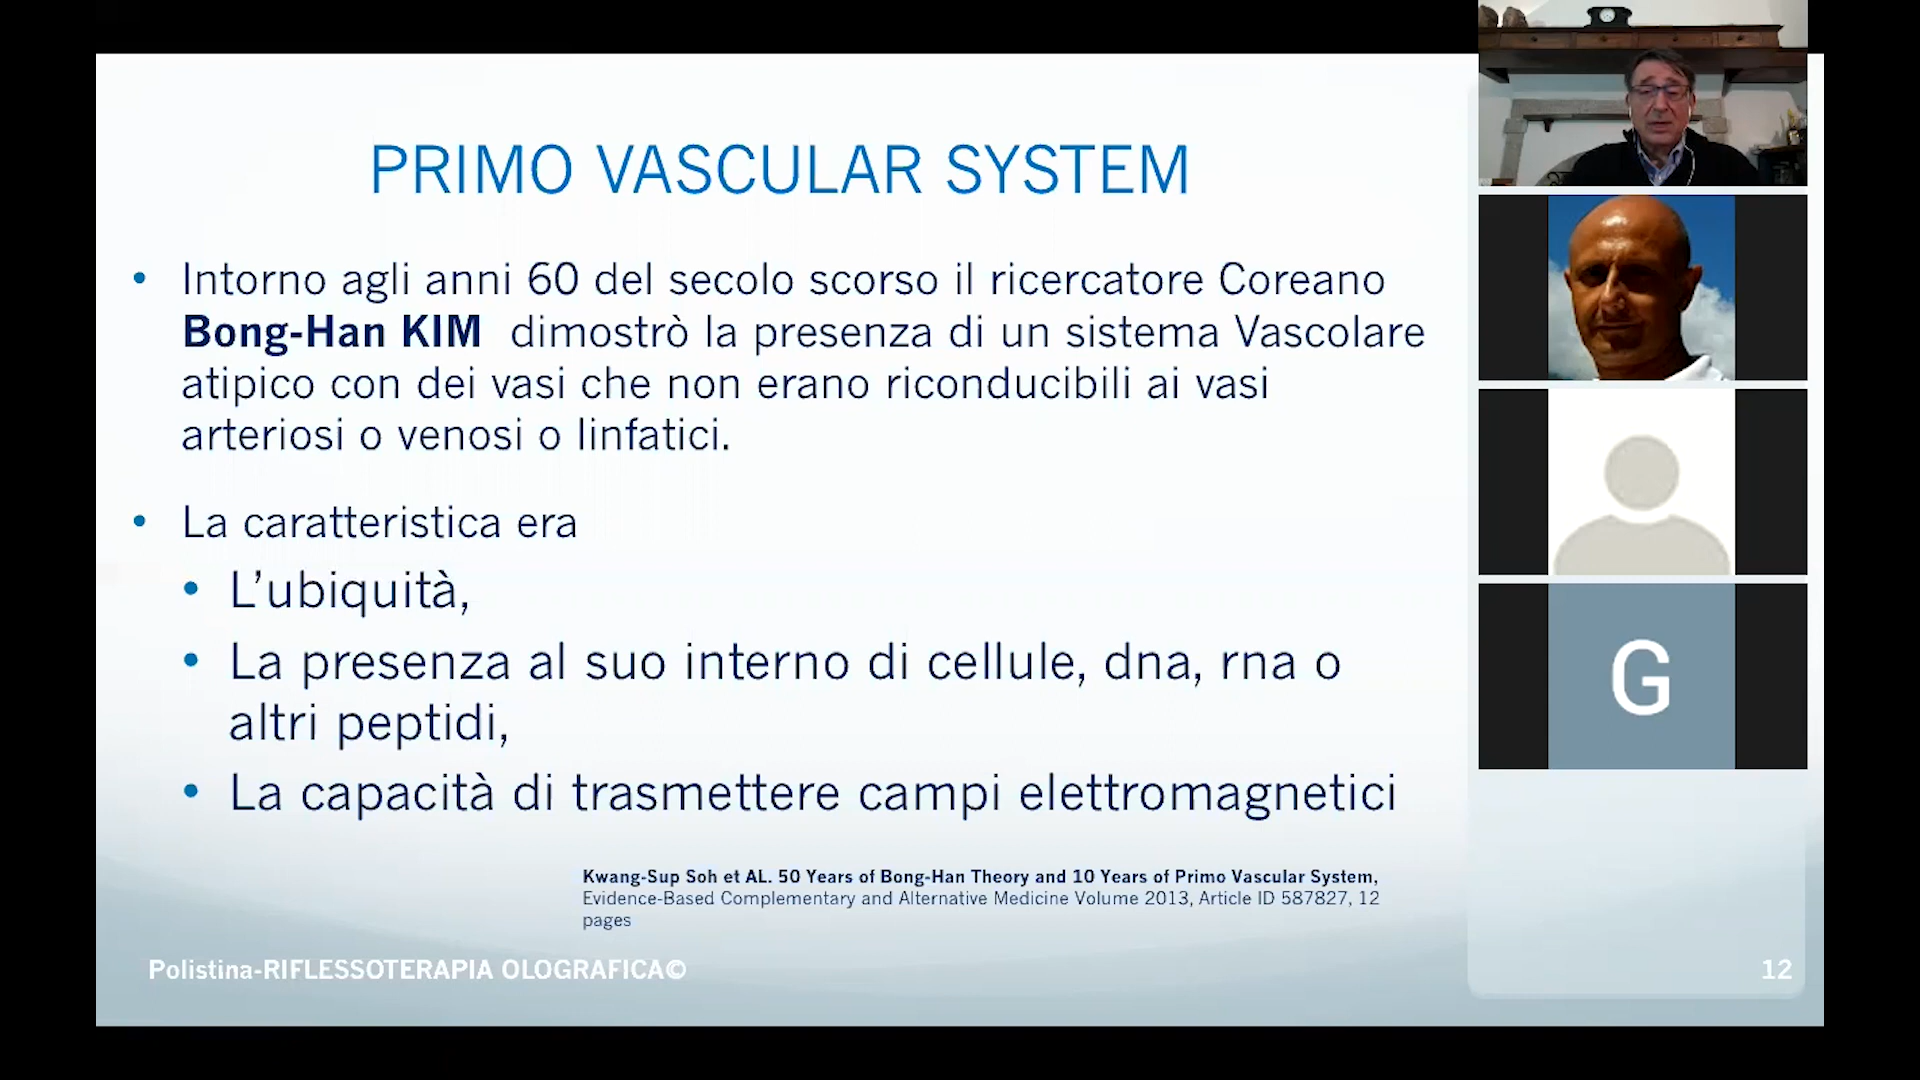 PRIMO VASCULAR SYSTEM
• Intorno agli anni 60 del secolo scorso il ricercatore Coreano
Bong-Han KIM dimostrò la presenza di un sistema Vascolare
atipico con dei vasi che non erano riconducibili ai vasi
arteriosi o venosi o linfatici.
• La caratteristica era
• L’ubiquità,
• La presenza al suo interno di cellule, dna, rna o
altri peptidi,
• La capacità di trasmettere campi elettromagnetici
Kwang-Sup Soh et AL. 50 Years of Bong-Han Theory and 10 Years of Primo Vascular System,
Evidence-Based Complementary and Alternative Medicine Volume 2013, Article ID 587827, 12
pages
Polistina-RIFLESSOTERAPIA OLOGRAFICA©
12
G